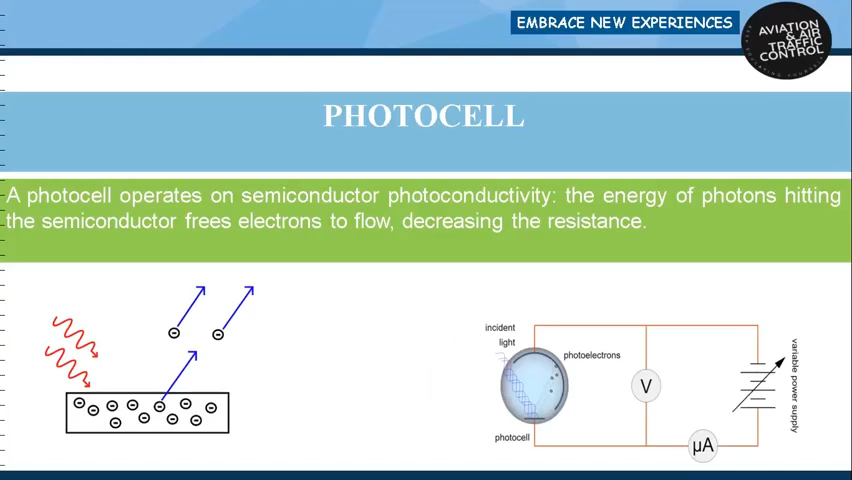 EMBRACE NEW EXPERIENCES
AVIATION
& AIR
TRAFFIC
CONTROL
PHOTOCELL
A photocell operates on semiconductor photoconductivity: the energy of photons hitting
the semiconductor frees electrons to flow, decreasing the resistance.
incident
light
photoelectrons
photocell
V
µA
variable power supply